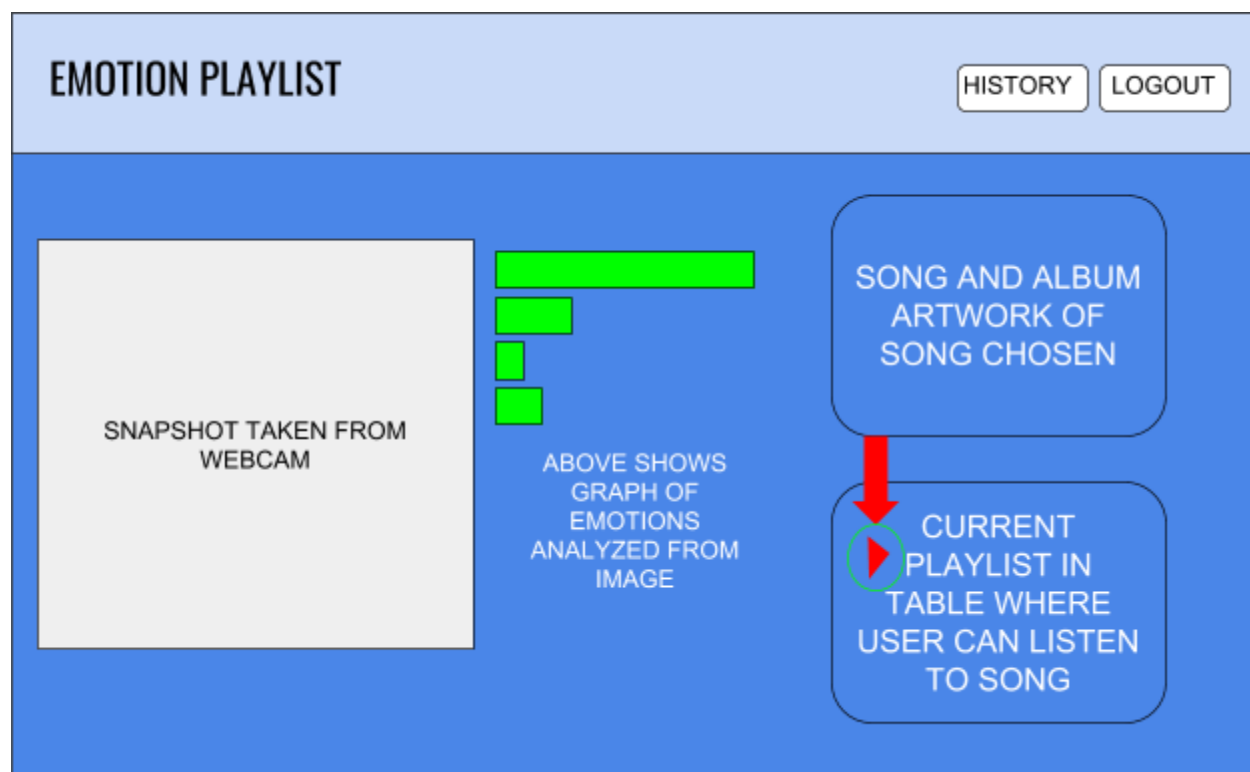 EMOTION PLAYLIST
HISTORY
LOGOUT
SNAPSHOT TAKEN FROM
WEBCAM
ABOVE SHOWS
GRAPH OF
EMOTIONS
ANALYZED FROM
IMAGE
SONG AND ALBUM
ARTWORK OF
SONG CHOSEN
CURRENT
PLAYLIST IN
TABLE WHERE
USER CAN LISTEN
TO SONG